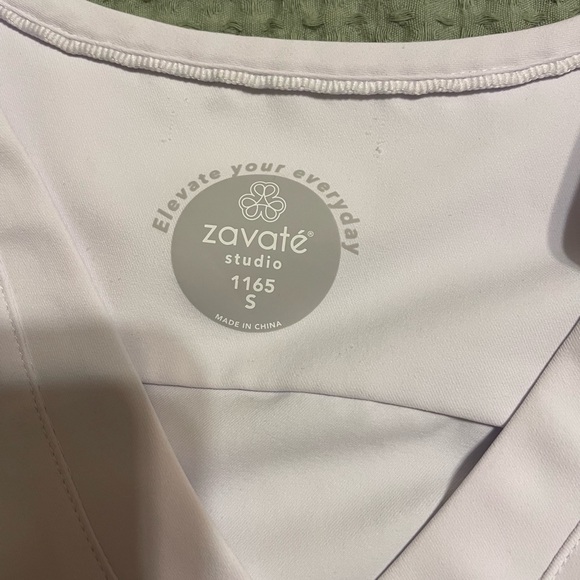 Elevate your everyday
zavaté®
studio
1165
S
MADE IN CHINA